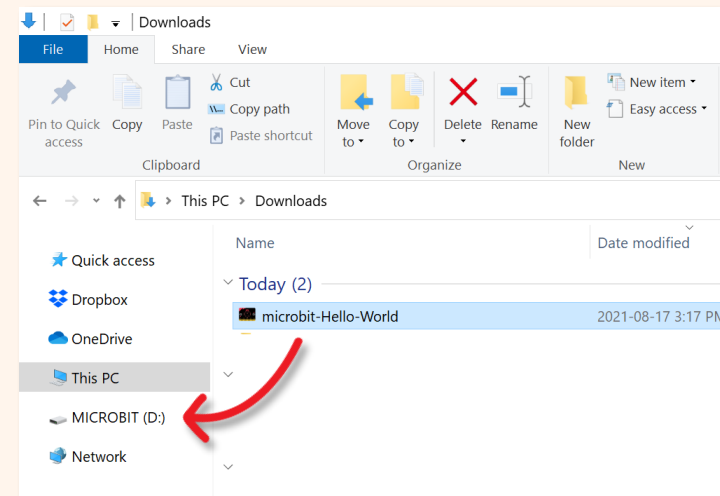 Downloads
File Home Share View
Pin to Quick access
Copy
Paste
Cut
Copy path
Paste shortcut
Clipboard
Move to
Copy to
Delete
Rename
Organize
New folder
New item
Easy access
New
This PC > Downloads
Name
Date modified
Quick access
Dropbox
OneDrive
This PC
MICROBIT (D:)
Network
Today (2)
microbit-Hello-World
2021-08-17 3:17 PM